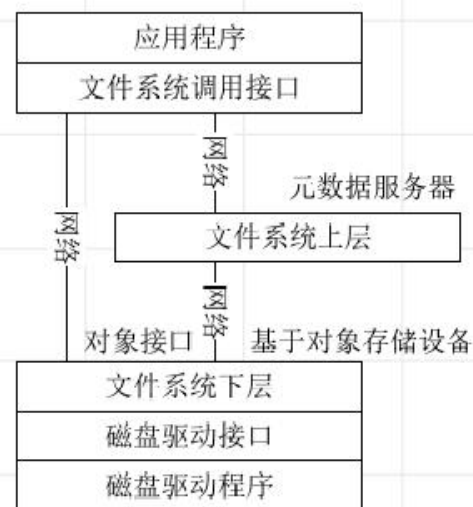 应用程序
文件系统调用接口
网络
元数据服务器
网络
文件系统上层
网络
对象接口
基于对象存储设备
文件系统下层
磁盘驱动接口
磁盘驱动程序